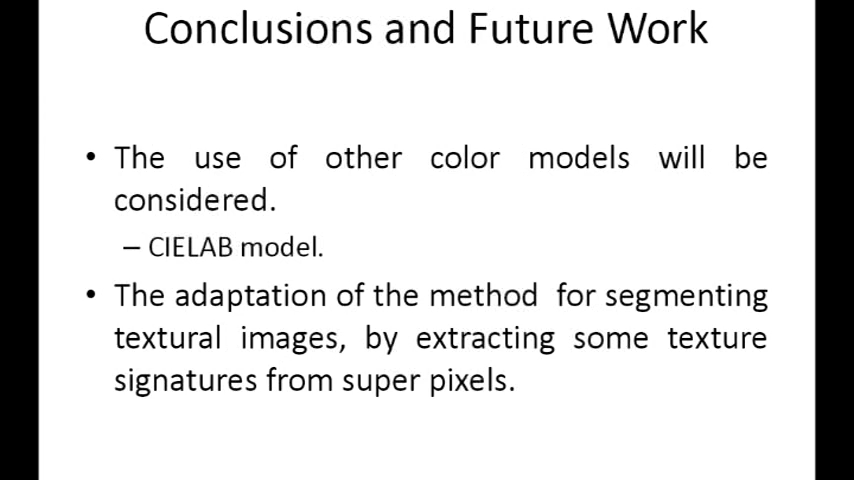 Conclusions and Future Work
• The use of other color models will be
considered.
– CIELAB model.
• The adaptation of the method for segmenting
textural images, by extracting some texture
signatures from super pixels.